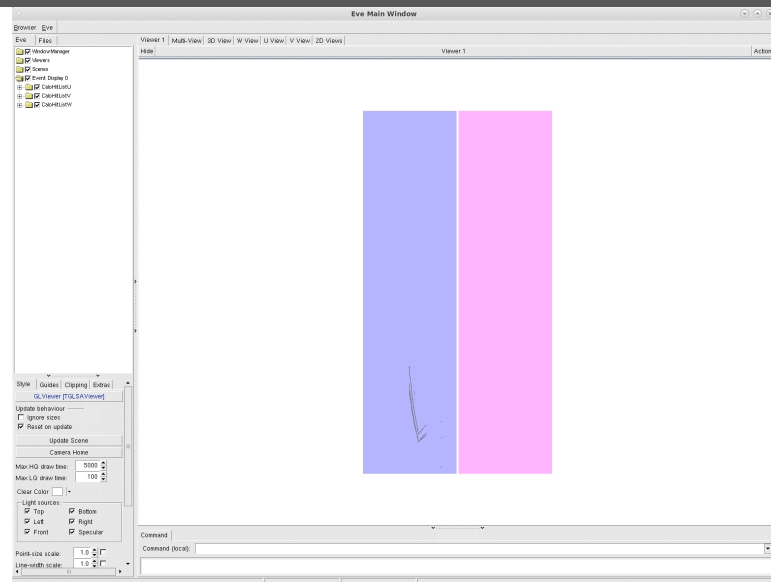 Eve Main Window
Browser Eve
Eve Files
WindowManager
Viewers
Scenes
Event Display 0
CaloHitListU
CaloHitListV
CaloHitListW
Viewer 1 Multi-View 3D View W View U View V View 2D Views
Hide Viewer 1 Action
Style Guides Clipping Extras
GLViewer [TGLSAViewer]
Update behaviour
Ignore sizes
Reset on update
Update Scene
Camera Home
Max HQ draw time: 5000
Max LQ draw time: 100
Clear Color
Light sources
Top Bottom
Left Right
Front Specular
Point-size scale: 1.0
Line-width scale: 1.0
Command
Command (local):